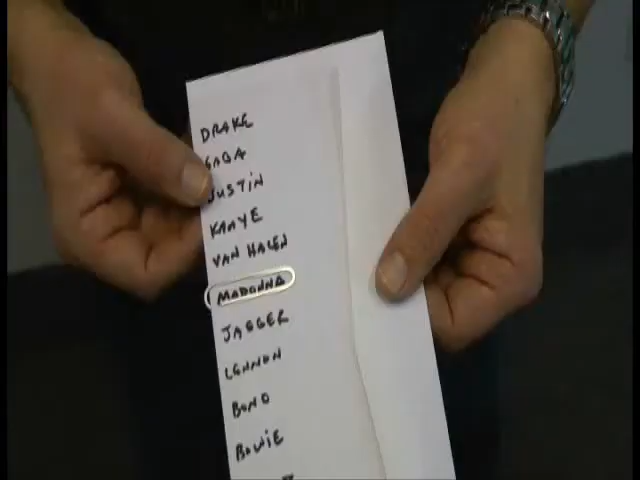 DRAKE
GAGA
JUSTIN
KANYE
VAN HALEN
MADONNA
JAGGER
LENNON
BONO
BOWIE